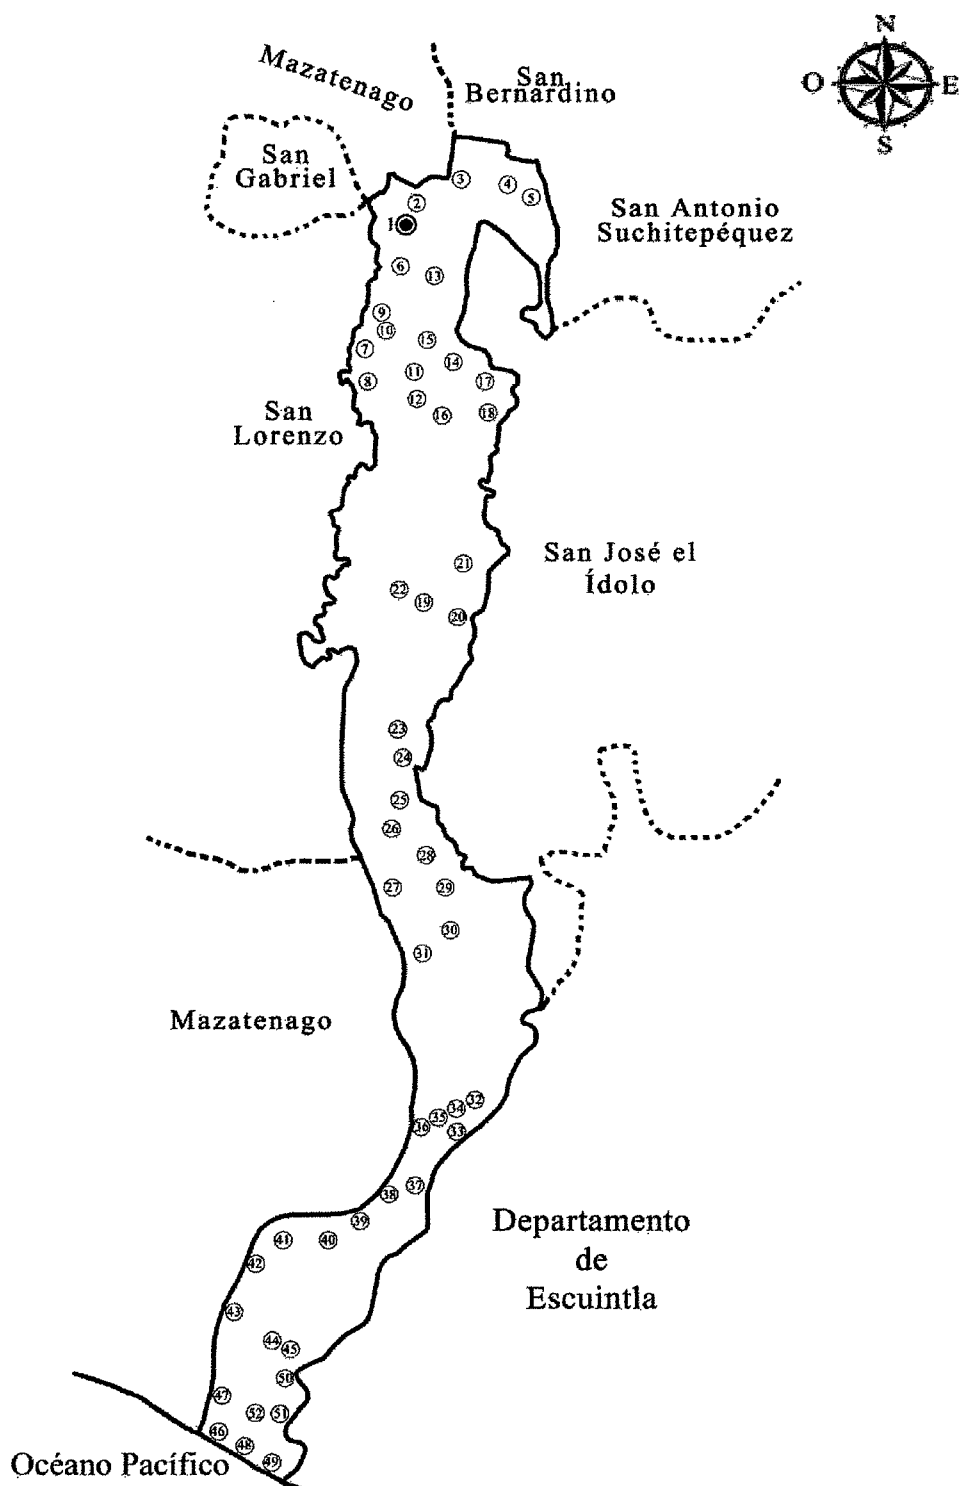 N
O
E
S
Mazatenago
San
Bernardino
San
Gabriel
San Antonio
Suchitepéquez
3
4
5
2
1
6
13
9
10
15
7
14
11
8
17
12
16
18
San
Lorenzo
21
San José el
Ídolo
22
19
20
23
24
25
26
28
27
29
30
31
Mazatenago
32
34
35
36
33
37
38
39
41
40
42
Departamento
de
Escuintla
43
44
45
50
47
52
51
46
48
49
Océano Pacífico